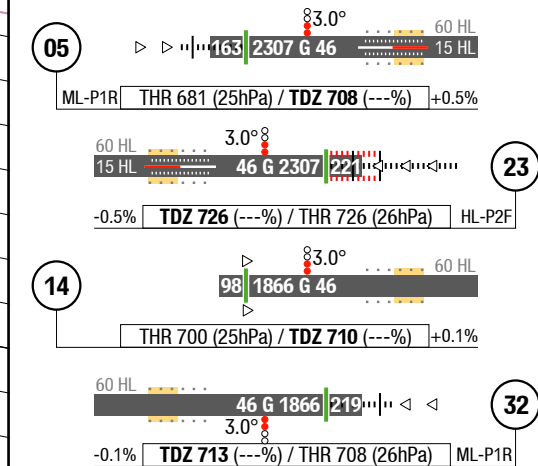 3.0° 60 HL
05 163 2307 G 46 15 HL
ML-P1R THR 681 (25hPa) / TDZ 708 (---%) +0.5%
60 HL 3.0°
15 HL 46 G 2307 221 23
-0.5% TDZ 726 (---%) / THR 726 (26hPa) HL-P2F
3.0° 60 HL
14 98 1866 G 46
THR 700 (25hPa) / TDZ 710 (---%) +0.1%
60 HL
46 G 1866 219 32
3.0°
-0.1% TDZ 713 (---%) / THR 708 (26hPa) ML-P1R